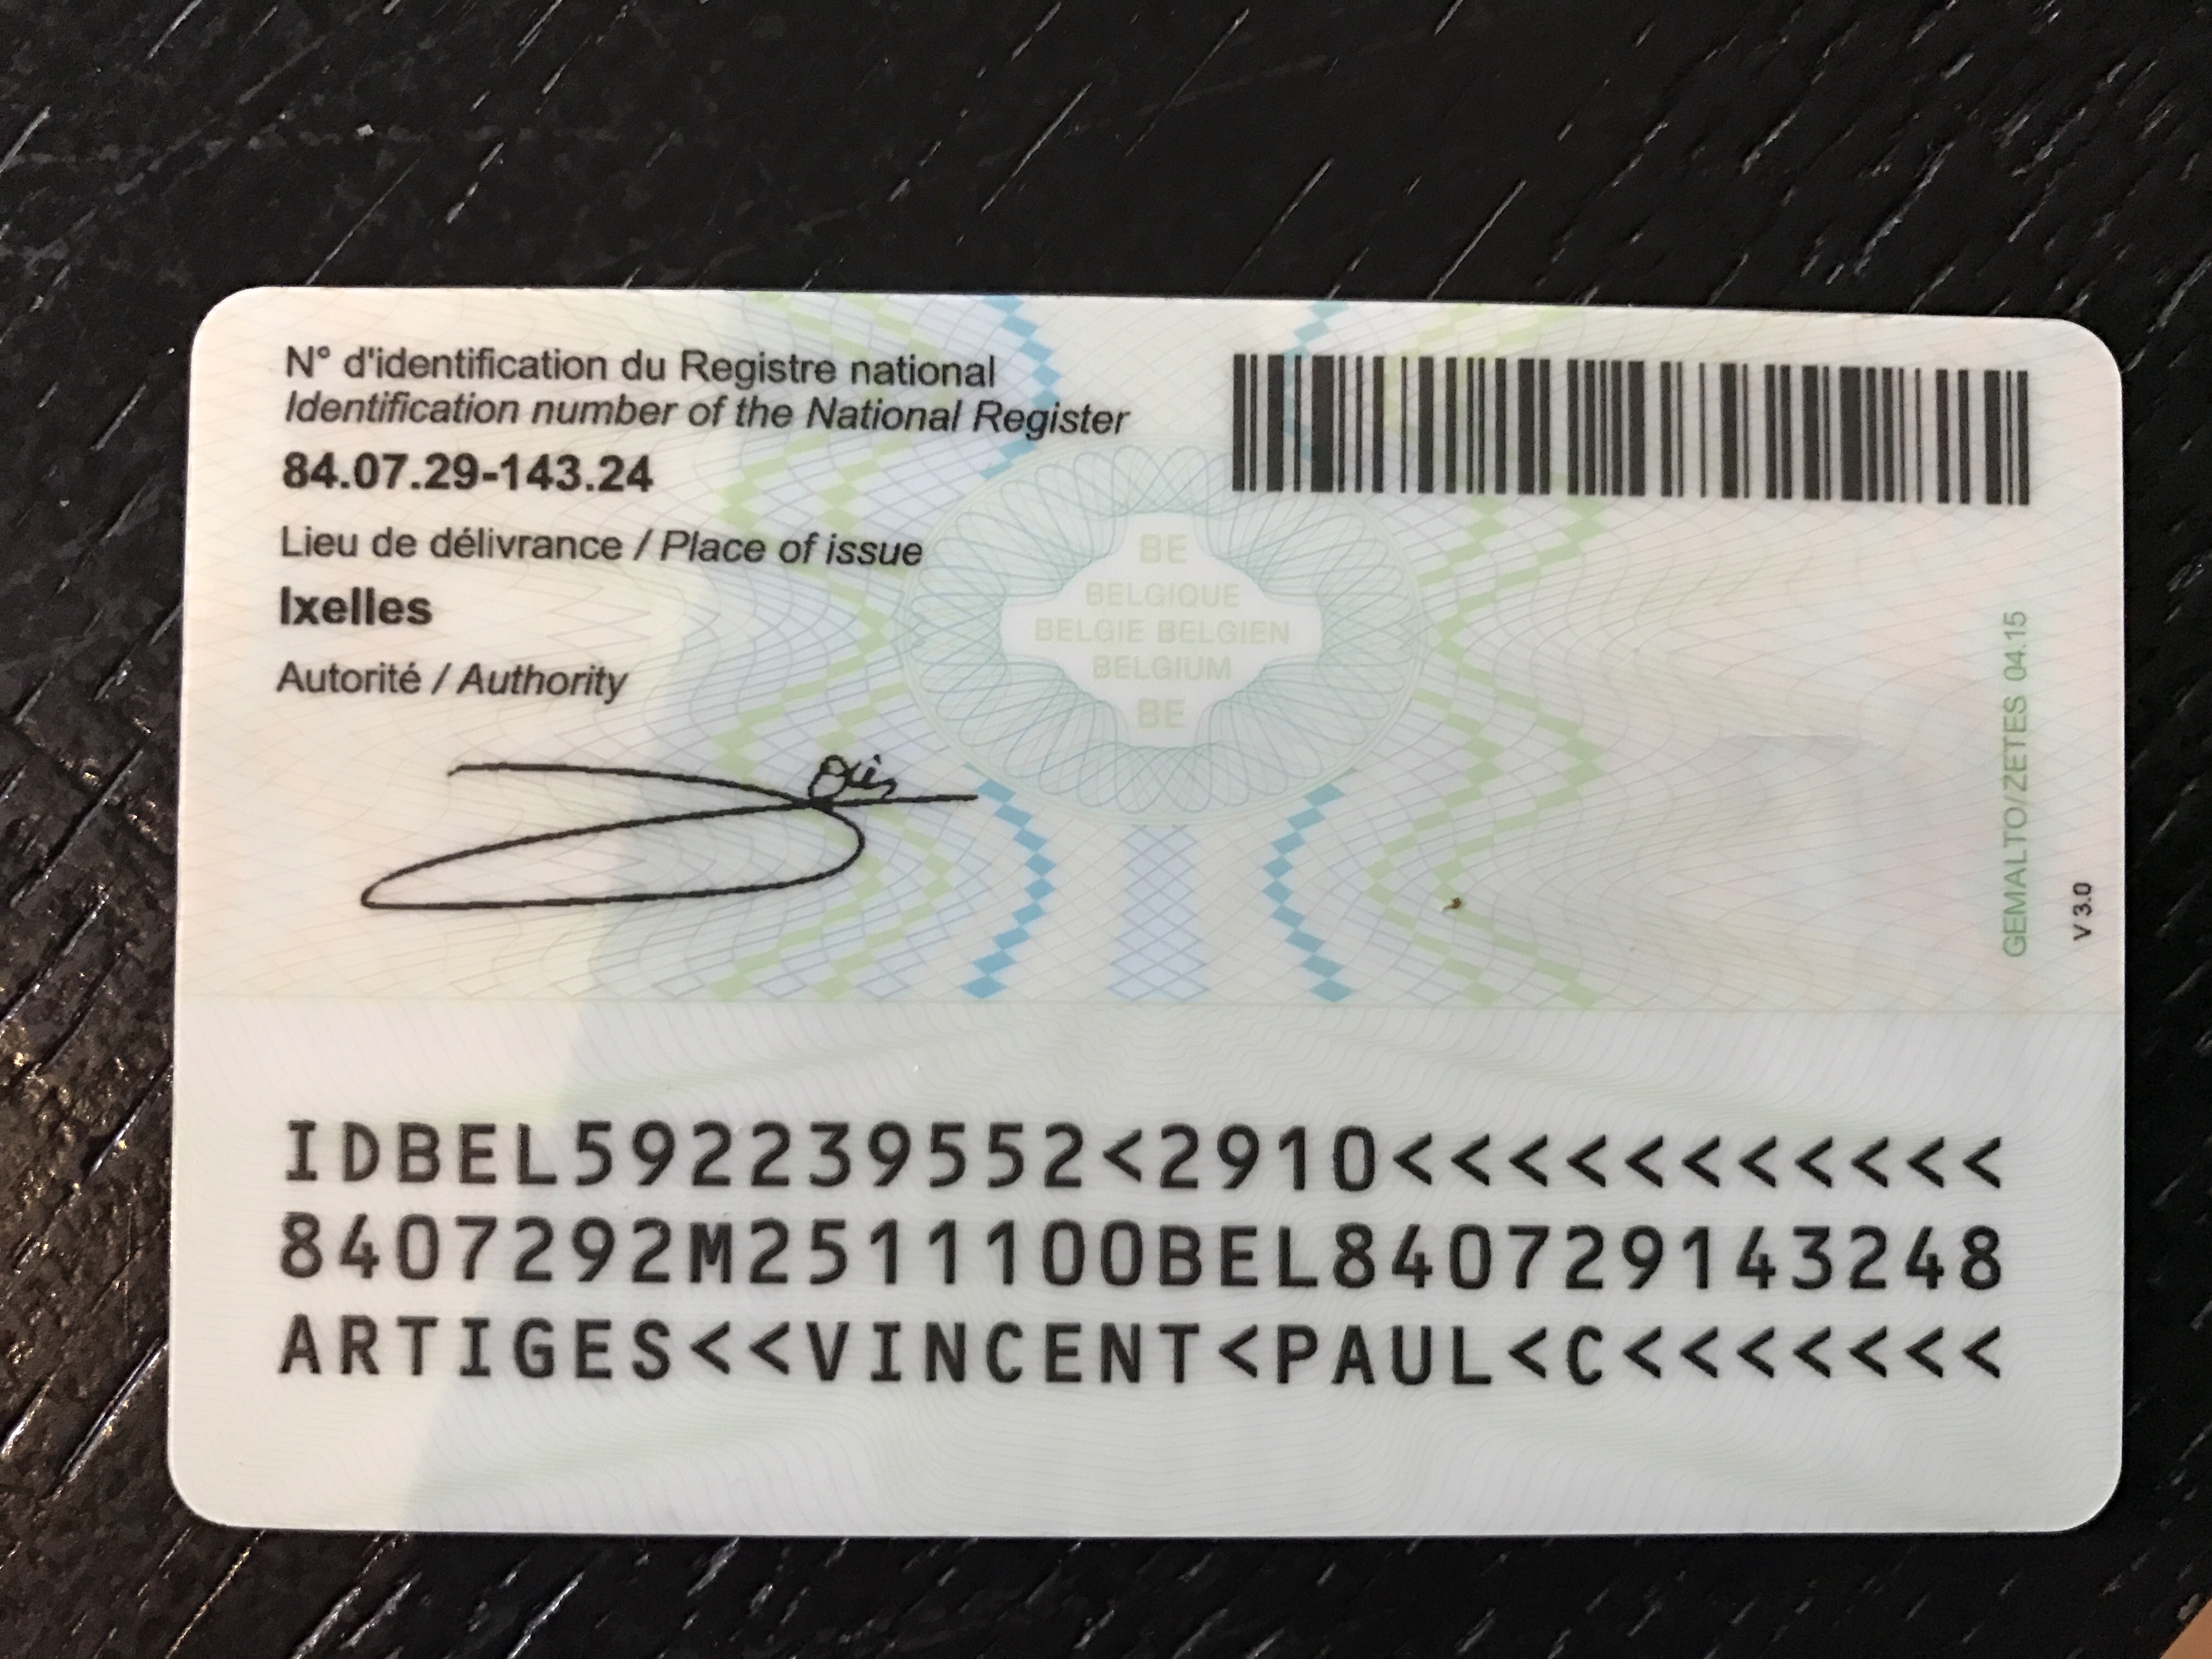 N° d'identification du Registre national
Identification number of the National Register
84.07.29-143.24
Lieu de délivrance / Place of issue
Ixelles
Autorité / Authority
BE
BELGIQUE
BELGIE BELGIEN
BELGIUM
BE
GEMALTO/ZETES 04.15
V 3.0
IDBEL592239552<2910<<<<<<<<<<<
8407292M2511100BEL840729143248
ARTIGES<<VINCENT<PAUL<C<<<<<<<